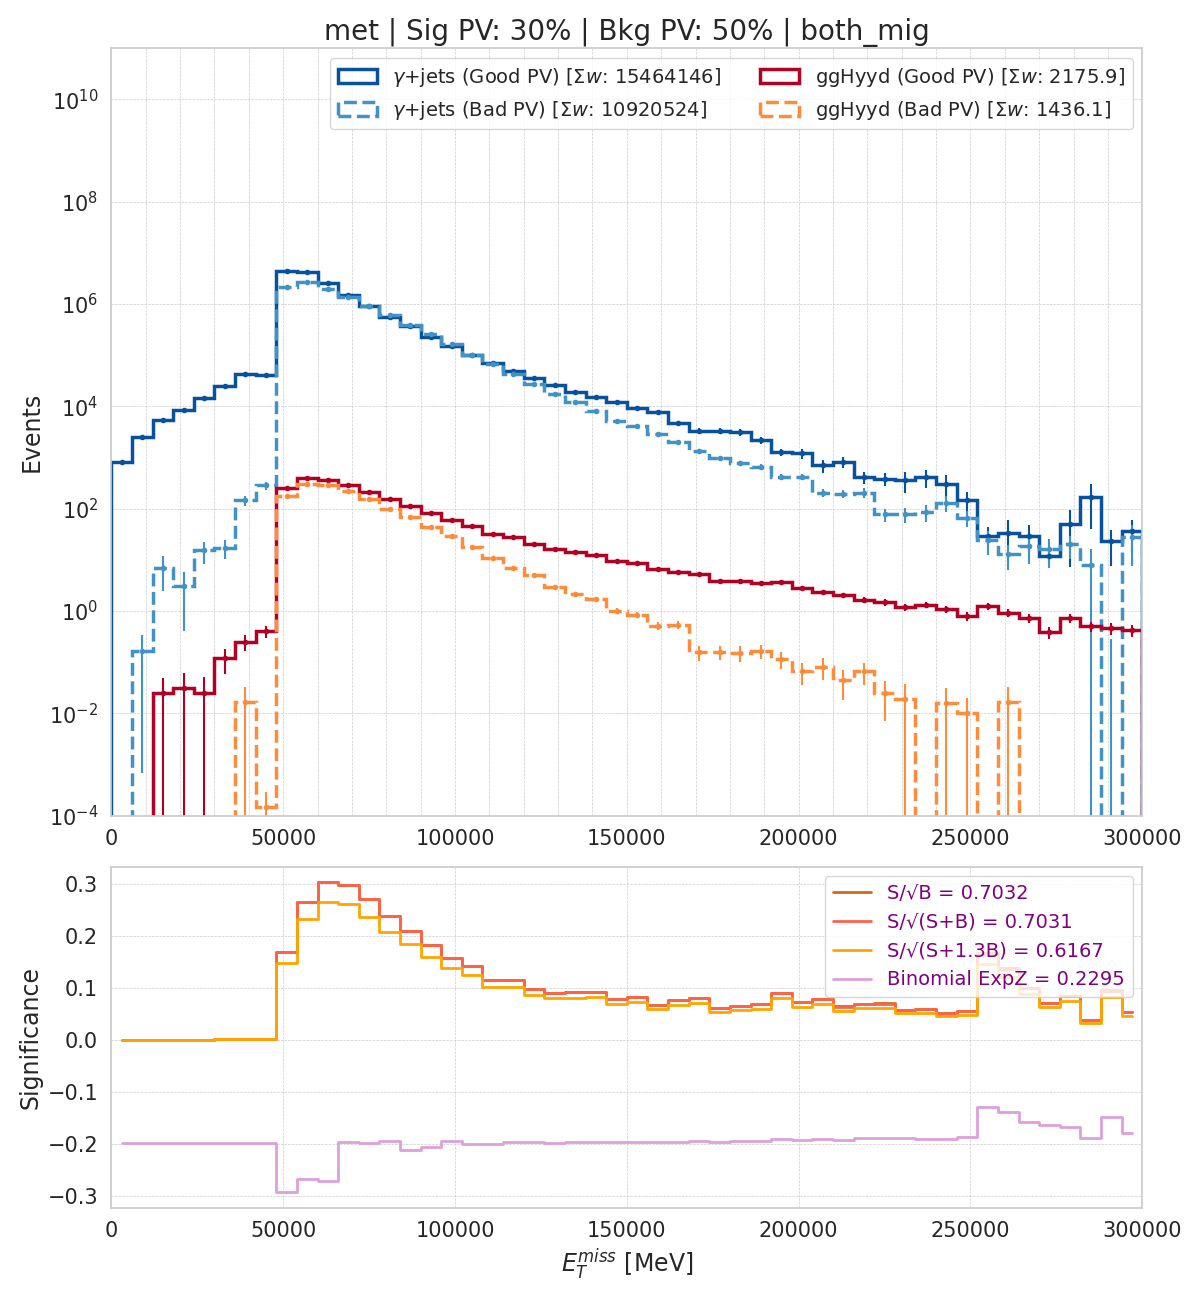 met | Sig PV: 30% | Bkg PV: 50% | both_mig
γ+jets (Good PV) [Σw: 15464146]
γ+jets (Bad PV) [Σw: 10920524]
ggHyyd (Good PV) [Σw: 2175.9]
ggHyyd (Bad PV) [Σw: 1436.1]
Events
10¹⁰
10⁸
10⁶
10⁴
10²
10⁰
10⁻²
10⁻⁴
0 50000 100000 150000 200000 250000 300000
S/√B = 0.7032
S/√(S+B) = 0.7031
S/√(S+1.3B) = 0.6167
Binomial ExpZ = 0.2295
Significance
0.3
0.2
0.1
0.0
−0.1
−0.2
−0.3
0 50000 100000 150000 200000 250000 300000
E_T^miss [MeV]